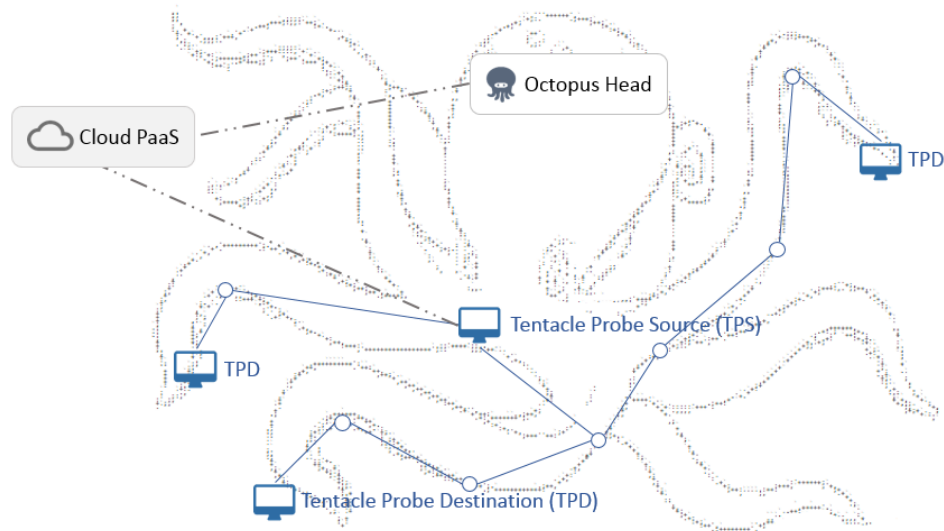 Octopus Head
Cloud PaaS
TPD
Tentacle Probe Source (TPS)
TPD
Tentacle Probe Destination (TPD)